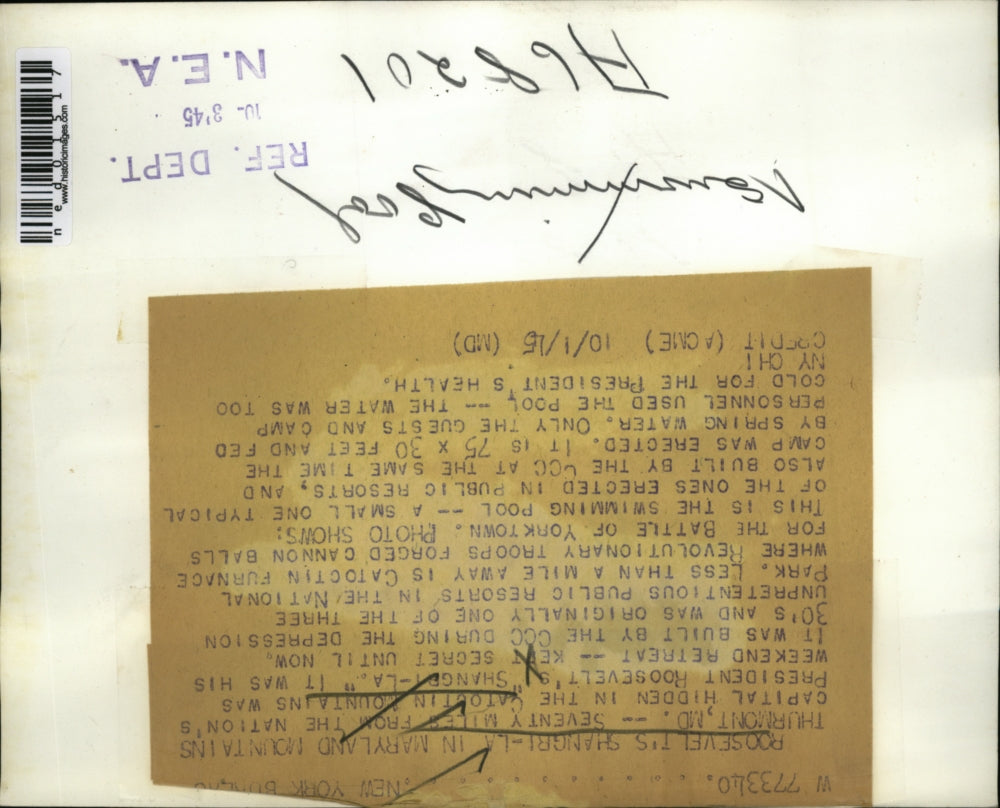 W 773340. . . . . . . . . . . . . . .NEW YORK BUREAU
ROOSEVELT'S SHANGRI-LA IN MARYLAND MOUNTAINS
THURMONT,MD. -- SEVENTY MILES FROM THE NATION'S
CAPITAL HIDDEN IN THE CATOCTIN MOUNTAINS WAS
PRESIDENT ROOSEVELT'S "SHANGRI-LA." IT WAS HIS
WEEKEND RETREAT -- KEPT SECRET UNTIL NOW.
IT WAS BUILT BY THE CCC DURING THE DEPRESSION
30'S AND WAS ORIGINALLY ONE OF THE THREE
UNPRETENTIOUS PUBLIC RESORTS IN THE NATIONAL
PARK. LESS THAN A MILE AWAY IS CATOCTIN FURNACE
WHERE REVOLUTIONARY TROOPS FORGED CANNON BALLS
FOR THE BATTLE OF YORKTOWN. PHOTO SHOWS:
THIS IS THE SWIMMING POOL -- A SMALL ONE TYPICAL
OF THE ONES ERECTED IN PUBLIC RESORTS, AND
ALSO BUILT BY THE CCC AT THE SAME TIME THE
CAMP WAS ERECTED. IT IS 75 X 30 FEET AND FED
BY SPRING WATER. ONLY THE GUESTS AND CAMP
PERSONNEL USED THE POOL -- THE WATER WAS TOO
COLD FOR THE PRESIDENT'S HEALTH.
NY CHI
CREDIT (ACME) 10/1/45 (MD)
REF. DEPT.
10- 3'45
N.E.A.
www.historicimages.com
ned01517